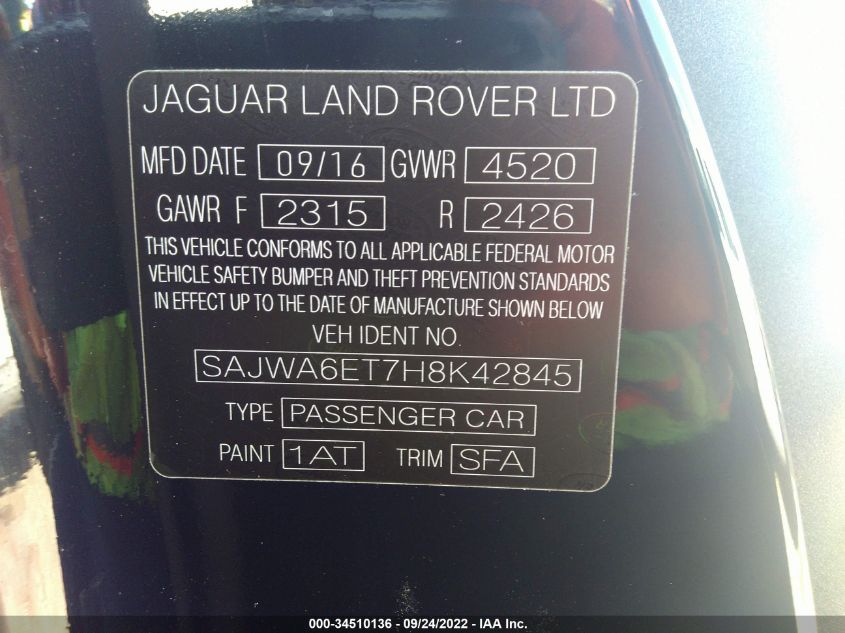 JAGUAR LAND ROVER LTD
MFD DATE 09/16 GVWR 4520
GAWR F 2315 R 2426
THIS VEHICLE CONFORMS TO ALL APPLICABLE FEDERAL MOTOR
VEHICLE SAFETY BUMPER AND THEFT PREVENTION STANDARDS
IN EFFECT UP TO THE DATE OF MANUFACTURE SHOWN BELOW
VEH IDENT NO.
SAJWA6ET7H8K42845
TYPE PASSENGER CAR
PAINT 1AT TRIM SFA
000-34510136 - 09/24/2022 - IAA Inc.